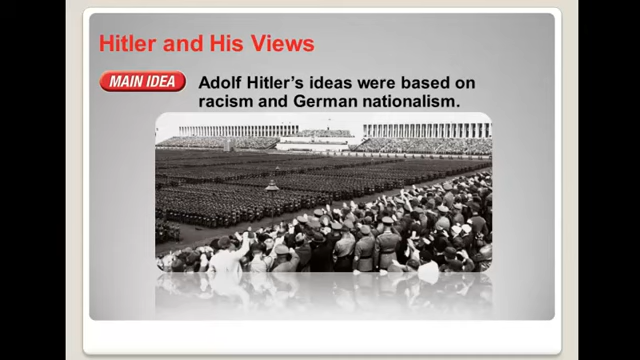 Hitler and His Views
MAIN IDEA
Adolf Hitler's ideas were based on
racism and German nationalism.